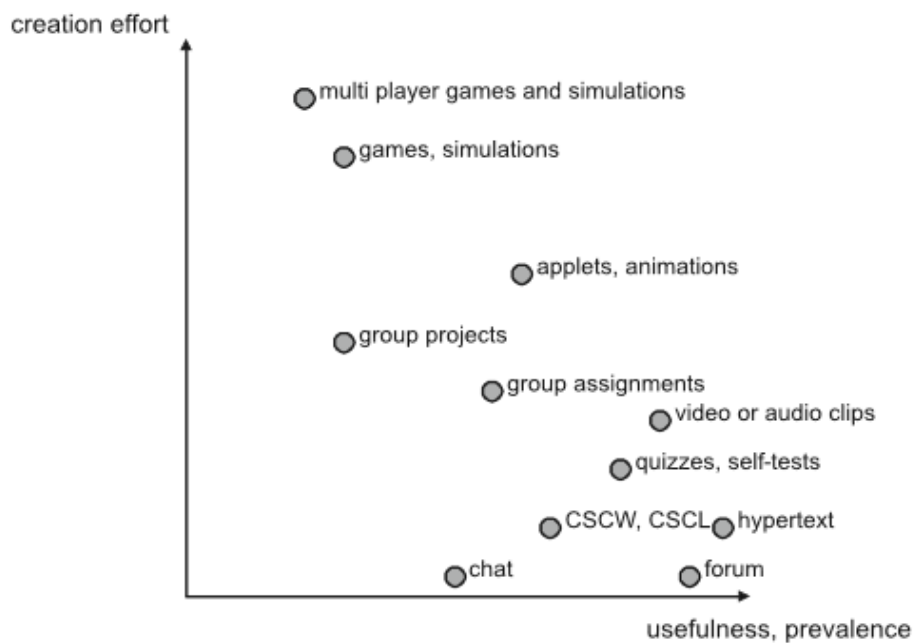 creation effort
multi player games and simulations
games, simulations
applets, animations
group projects
group assignments
video or audio clips
quizzes, self-tests
CSCW, CSCL
hypertext
chat
forum
usefulness, prevalence